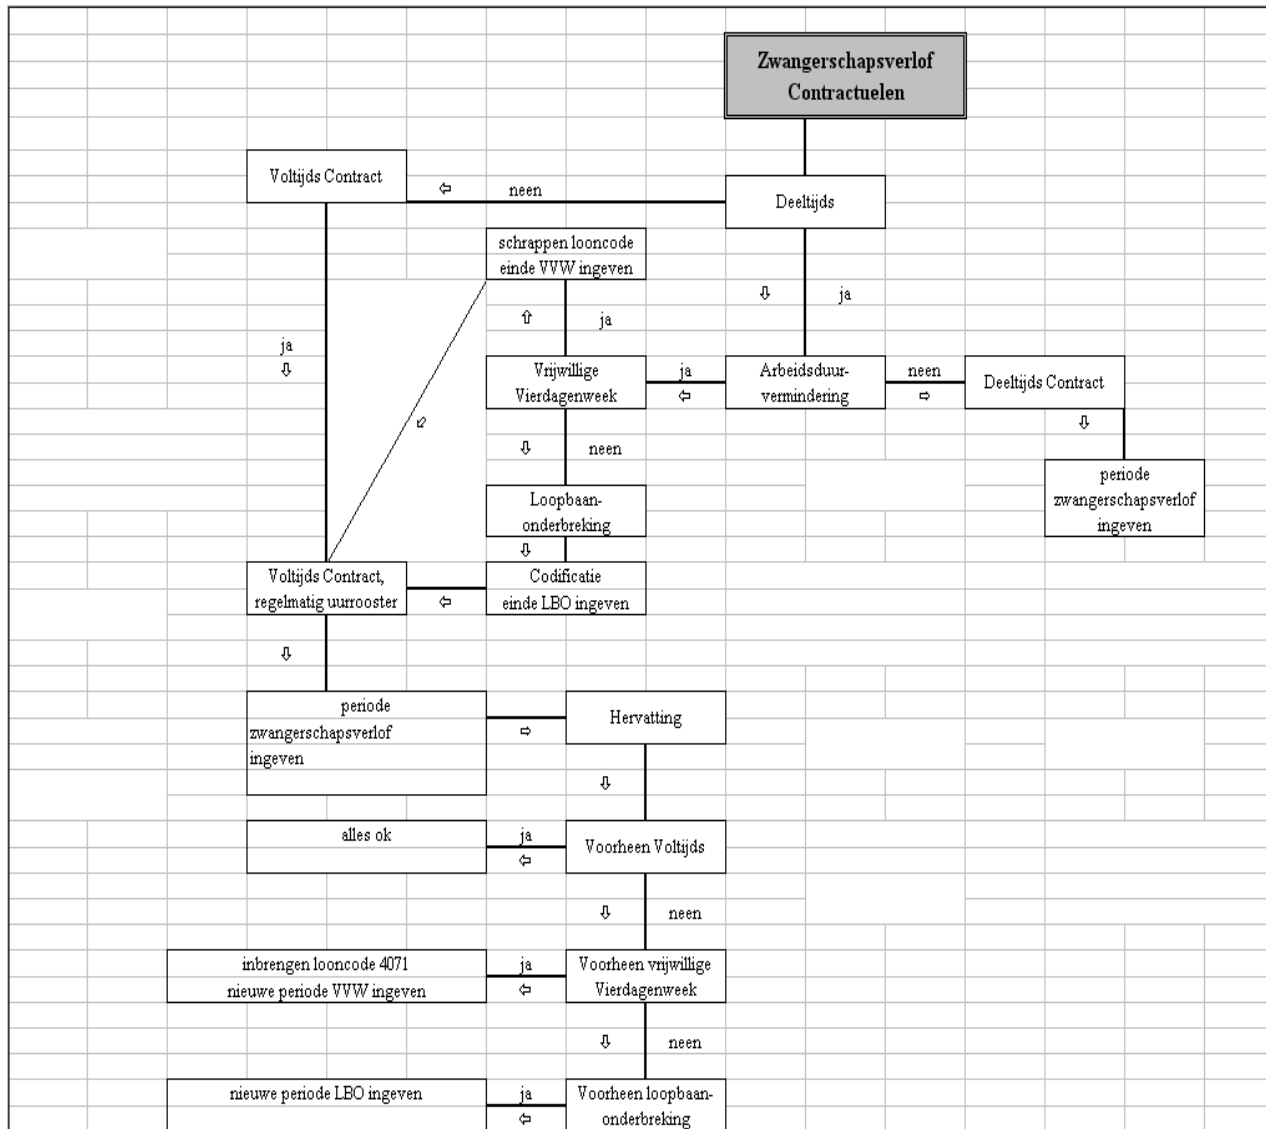 Zwangerschapsverlof
Contractuelen
Voltijds Contract
neen
Deeltijds
schrappen looncode
einde VVW ingeven
ja
ja
ja
Vrijwillige
Vierdagenweek
ja
Arbeidsduur-
vermindering
neen
Deeltijds Contract
neen
periode
zwangerschapsverlof
ingeven
Loopbaan-
onderbreking
Voltijds Contract,
regelmatig uurrooster
Codificatie
einde LBO ingeven
periode
zwangerschapsverlof
ingeven
Hervatting
alles ok
ja
Voorheen Voltijds
neen
inbrengen looncode 4071
nieuwe periode VVW ingeven
ja
Voorheen vrijwillige
Vierdagenweek
neen
nieuwe periode LBO ingeven
ja
Voorheen loopbaan-
onderbreking